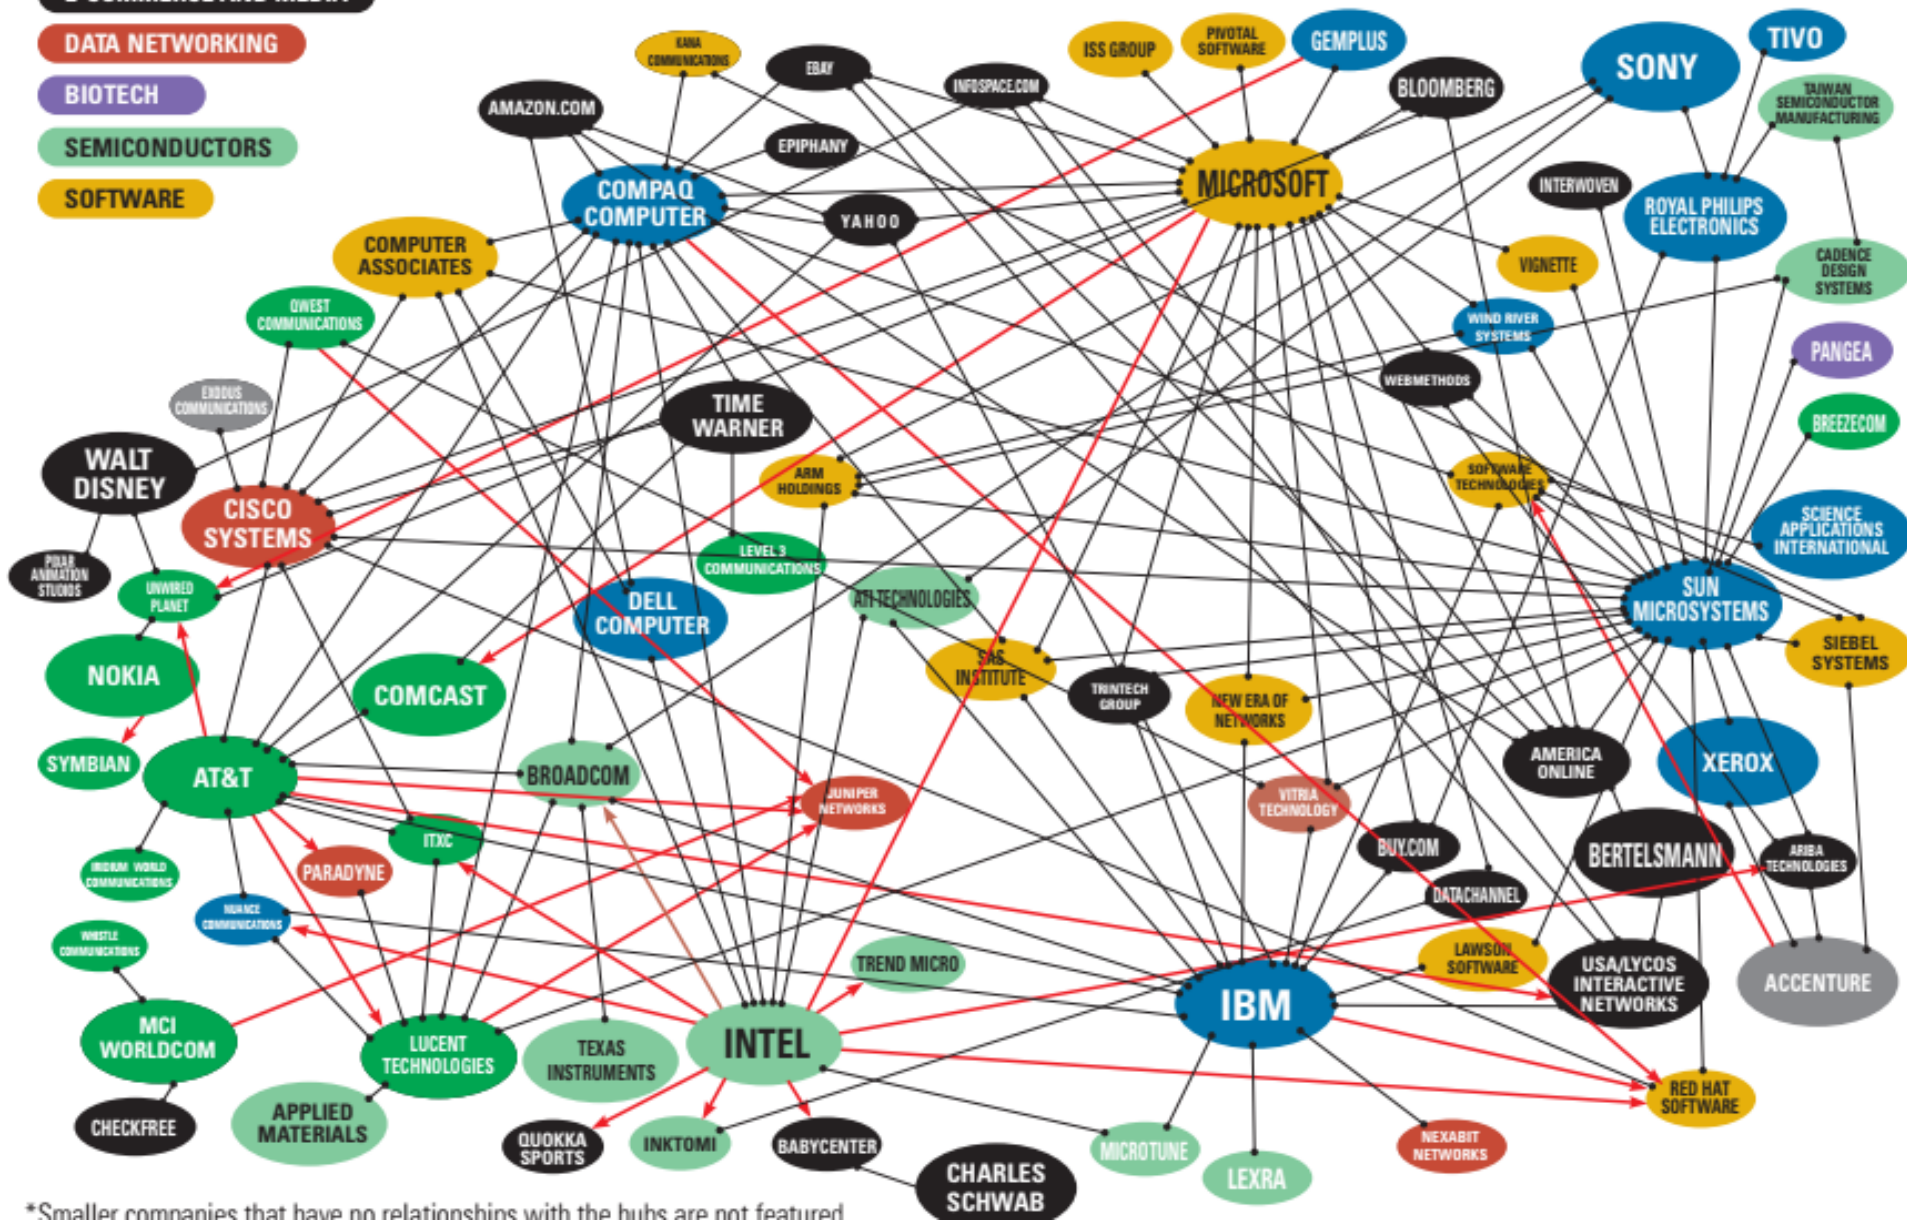 E-COMMERCE AND MEDIA
DATA NETWORKING
BIOTECH
SEMICONDUCTORS
SOFTWARE
KANA
COMMUNICATIONS
EBAY
INFOSPACE.COM
ISS GROUP
PIVOTAL
SOFTWARE
GEMPLUS
BLOOMBERG
SONY
TIVO
TAIWAN
SEMICONDUCTOR
MANUFACTURING
AMAZON.COM
EPIPHANY
COMPAQ
COMPUTER
YAHOO
MICROSOFT
INTERWOVEN
ROYAL PHILIPS
ELECTRONICS
COMPUTER
ASSOCIATES
VIGNETTE
CADENCE
DESIGN
SYSTEMS
QWEST
COMMUNICATIONS
WIND RIVER
SYSTEMS
PANGEA
EXODUS
COMMUNICATIONS
TIME
WARNER
WEBMETHODS
BREEZECOM
WALT
DISNEY
CISCO
SYSTEMS
ARM
HOLDINGS
SOFTWARE
TECHNOLOGIES
SCIENCE
APPLICATIONS
INTERNATIONAL
PIXAR
ANIMATION
STUDIOS
UNWIRED
PLANET
LEVEL 3
COMMUNICATIONS
DELL
COMPUTER
ATI TECHNOLOGIES
SUN
MICROSYSTEMS
NOKIA
COMCAST
SAS
INSTITUTE
TRINTECH
GROUP
NEW ERA OF
NETWORKS
SIEBEL
SYSTEMS
SYMBIAN
AT&T
BROADCOM
JUNIPER
NETWORKS
VITRIA
TECHNOLOGY
AMERICA
ONLINE
XEROX
IRIDIUM WORLD
COMMUNICATIONS
PARADYNE
ITXC
BUY.COM
BERTELSMANN
ARIBA
TECHNOLOGIES
NUANCE
COMMUNICATIONS
DATACHANNEL
WHISTLE
COMMUNICATIONS
TREND MICRO
LAWSON
SOFTWARE
USA/LYCOS
INTERACTIVE
NETWORKS
ACCENTURE
MCI
WORLDCOM
LUCENT
TECHNOLOGIES
TEXAS
INSTRUMENTS
INTEL
IBM
RED HAT
SOFTWARE
CHECKFREE
APPLIED
MATERIALS
QUOKKA
SPORTS
INKTOMI
BABYCENTER
MICROTUNE
LEXRA
NEXABIT
NETWORKS
CHARLES
SCHWAB
*Smaller companies that have no relationships with the hubs are not featured